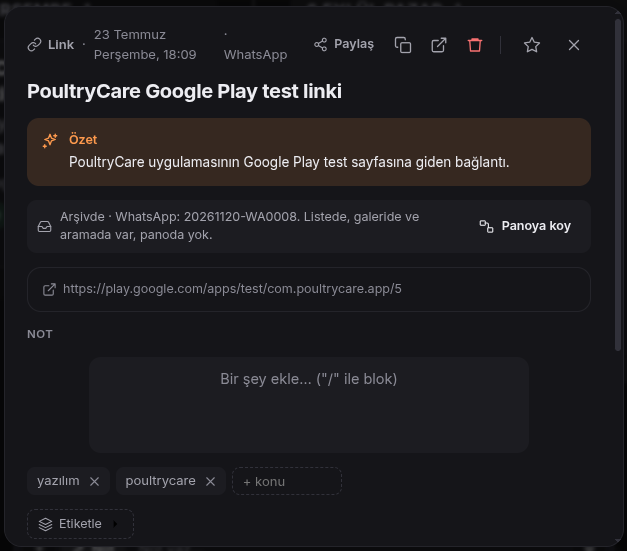 Link · 23 Temmuz Perşembe, 18:09 · WhatsApp
Paylaş
PoultryCare Google Play test linki
Özet
PoultryCare uygulamasının Google Play test sayfasına giden bağlantı.
Arşivde · WhatsApp: 20261120-WA0008. Listede, galeride ve
aramada var, panoda yok.
Panoya koy
https://play.google.com/apps/test/com.poultrycare.app/5
NOT
Bir şey ekle... ("/" ile blok)
yazılım
poultrycare
+ konu
Etiketle